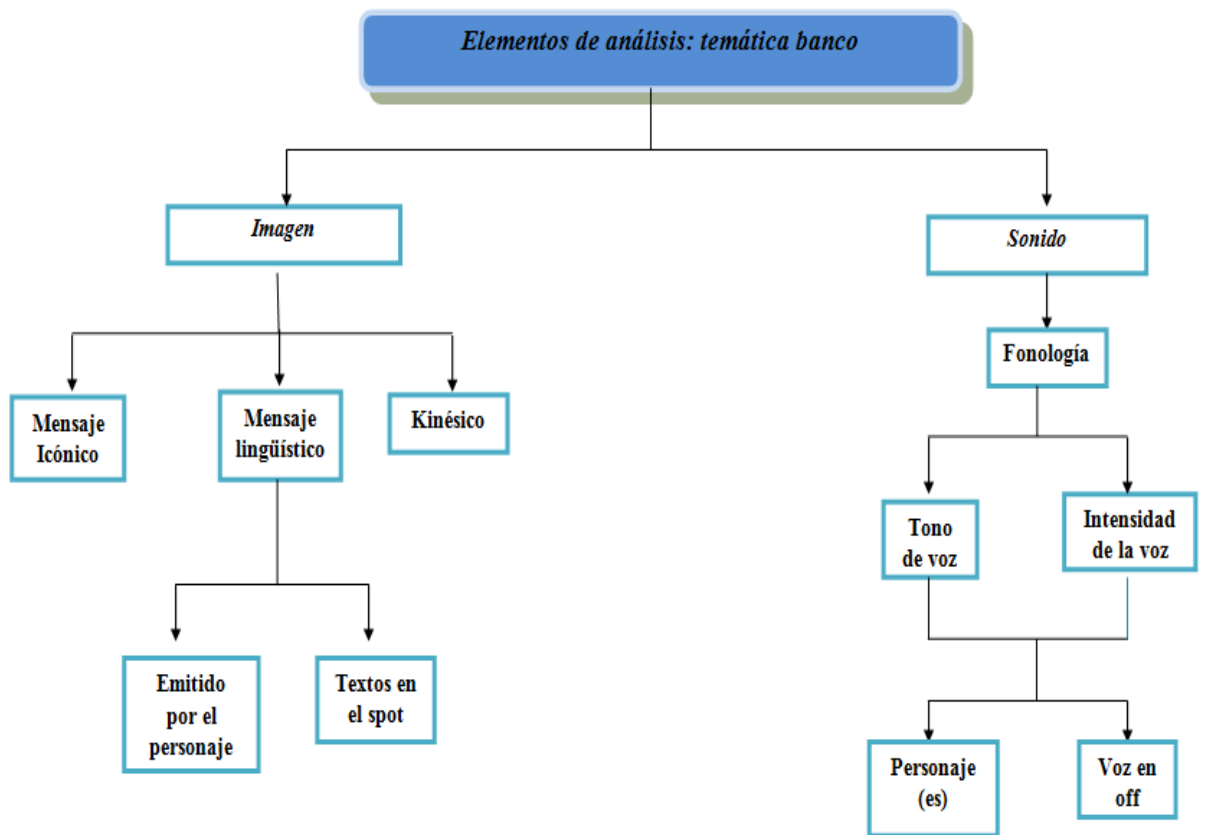 Elementos de análisis: temática banco
Imagen
Sonido
Fonología
Mensaje
Icónico
Mensaje
lingüístico
Kinésico
Tono
de voz
Intensidad
de la voz
Emitido
por el
personaje
Textos en
el spot
Personaje
(es)
Voz en
off